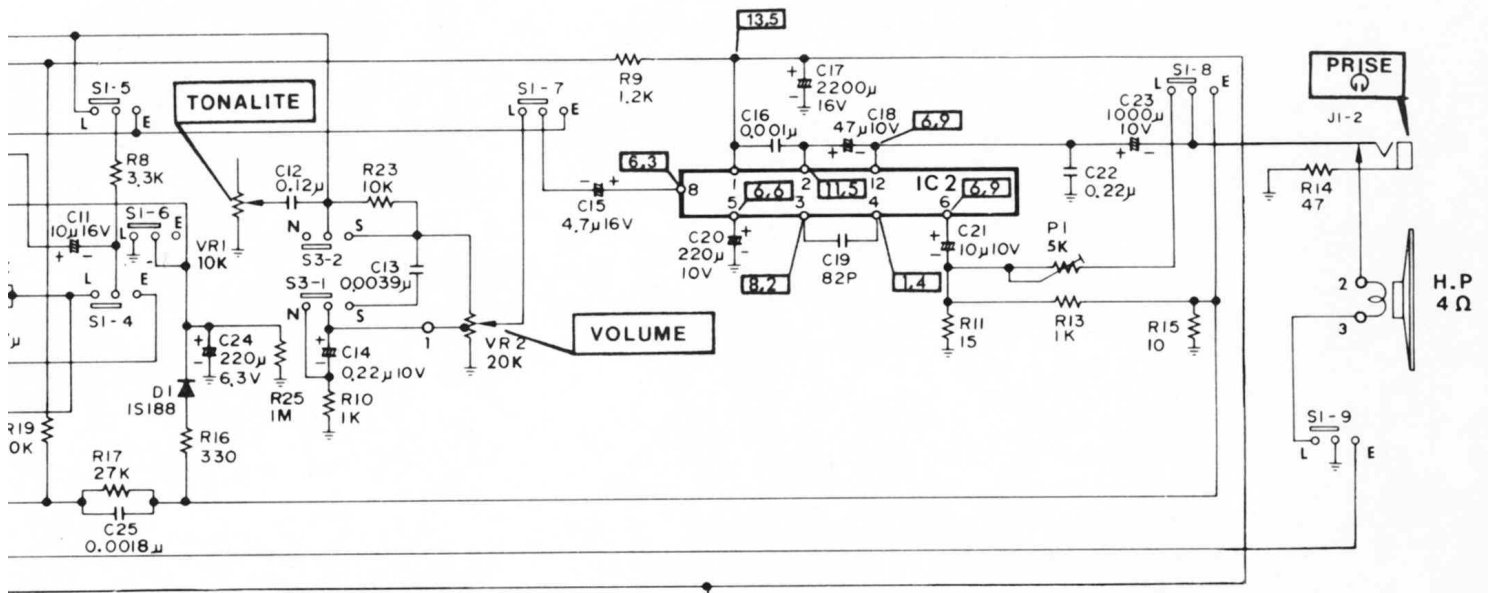 13,5
PRISE
J1-2
S1-5
L
E
TONALITE
R9
1.2K
S1-7
L
E
C17
2200µ
16V
S1-8
L
E
C23
1000µ
10V
C16
0.001µ
C18
47µ10V
6,9
R8
3.3K
C12
0.12µ
R23
10K
6,3
8
1
2
12
IC2
11,5
6,6
6,9
5
3
4
6
C15
4.7µ16V
C22
0.22µ
R14
47
C11
10µ16V
S1-6
L
E
VR1
10K
N
S
S3-2
C13
0.0039µ
S3-1
N
S
C20
220µ
10V
C19
82P
C21
10µ10V
P1
5K
8,2
1,4
L
E
S1-4
C24
220µ
6.3V
C14
0.22µ10V
1
VR2
20K
VOLUME
R11
15
R13
1K
R15
10
2
3
H.P
4Ω
D1
1S188
R25
1M
R10
1K
R19
0K
R16
330
R17
27K
C25
0.0018µ
S1-9
L
E